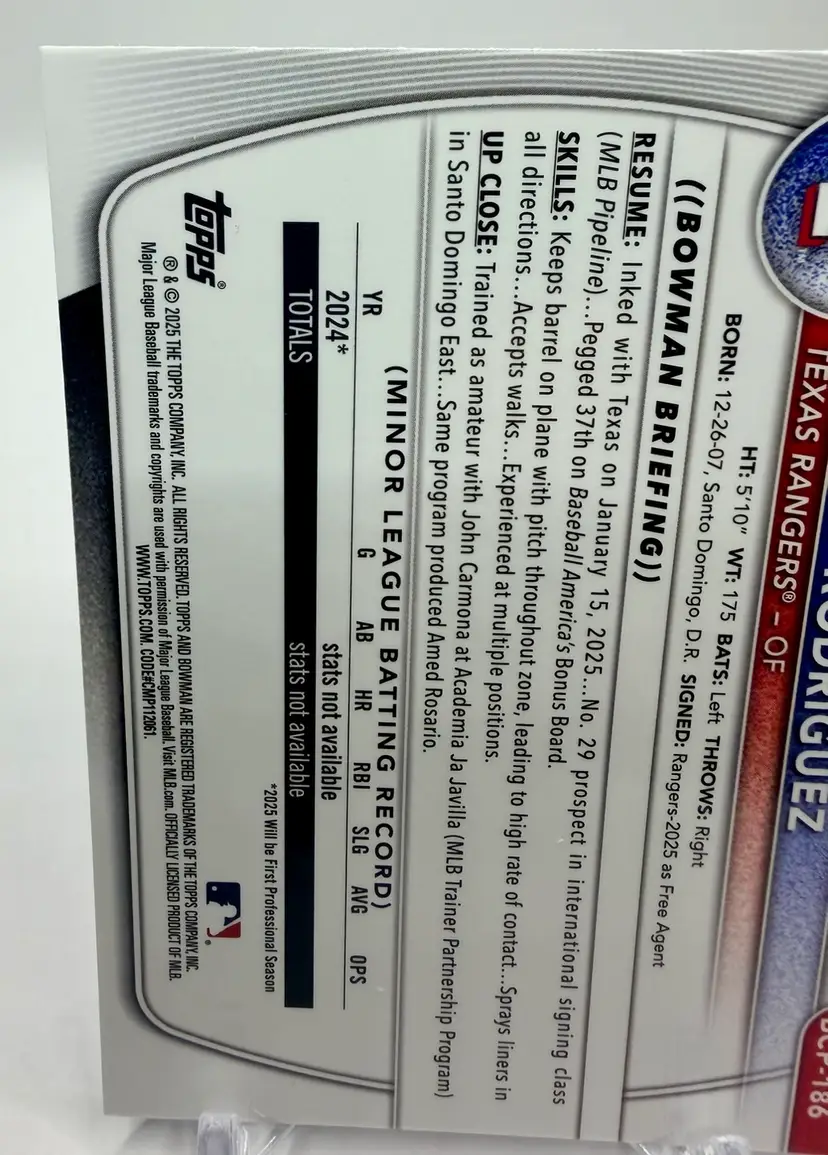 RODRIGUEZ
TEXAS RANGERS® – OF
BCP-186
HT: 5'10" WT: 175 BATS: Left THROWS: Right
BORN: 12-26-07, Santo Domingo, D.R. SIGNED: Rangers-2025 as Free Agent
((BOWMAN BRIEFING))
RESUME: Inked with Texas on January 15, 2025...No. 29 prospect in international signing class
(MLB Pipeline)...Pegged 37th on Baseball America's Bonus Board.
SKILLS: Keeps barrel on plane with pitch throughout zone, leading to high rate of contact...Sprays liners in
all directions...Accepts walks...Experienced at multiple positions.
UP CLOSE: Trained as amateur with John Carmona at Academia Ja Javilla (MLB Trainer Partnership Program)
in Santo Domingo East...Same program produced Amed Rosario.
(MINOR LEAGUE BATTING RECORD)
YR G AB HR RBI SLG AVG OPS
2024* stats not available
TOTALS stats not available
*2025 Will be First Professional Season
topps®
® & © 2025 THE TOPPS COMPANY, INC. ALL RIGHTS RESERVED. TOPPS AND BOWMAN ARE REGISTERED TRADEMARKS OF THE TOPPS COMPANY, INC.
Major League Baseball trademarks and copyrights are used with permission of Major League Baseball. Visit MLB.com. OFFICIALLY LICENSED PRODUCT OF MLB.
WWW.TOPPS.COM. CODE#CMP112061.